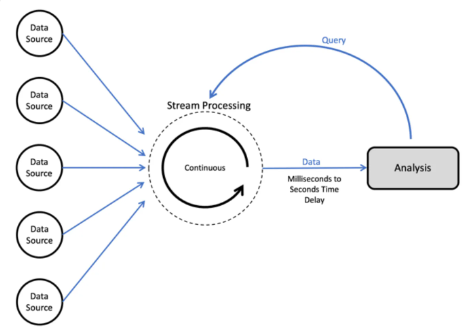 Data
Source
Data
Source
Data
Source
Data
Source
Data
Source
Query
Stream Processing
Continuous
Data
Milliseconds to
Seconds Time
Delay
Analysis